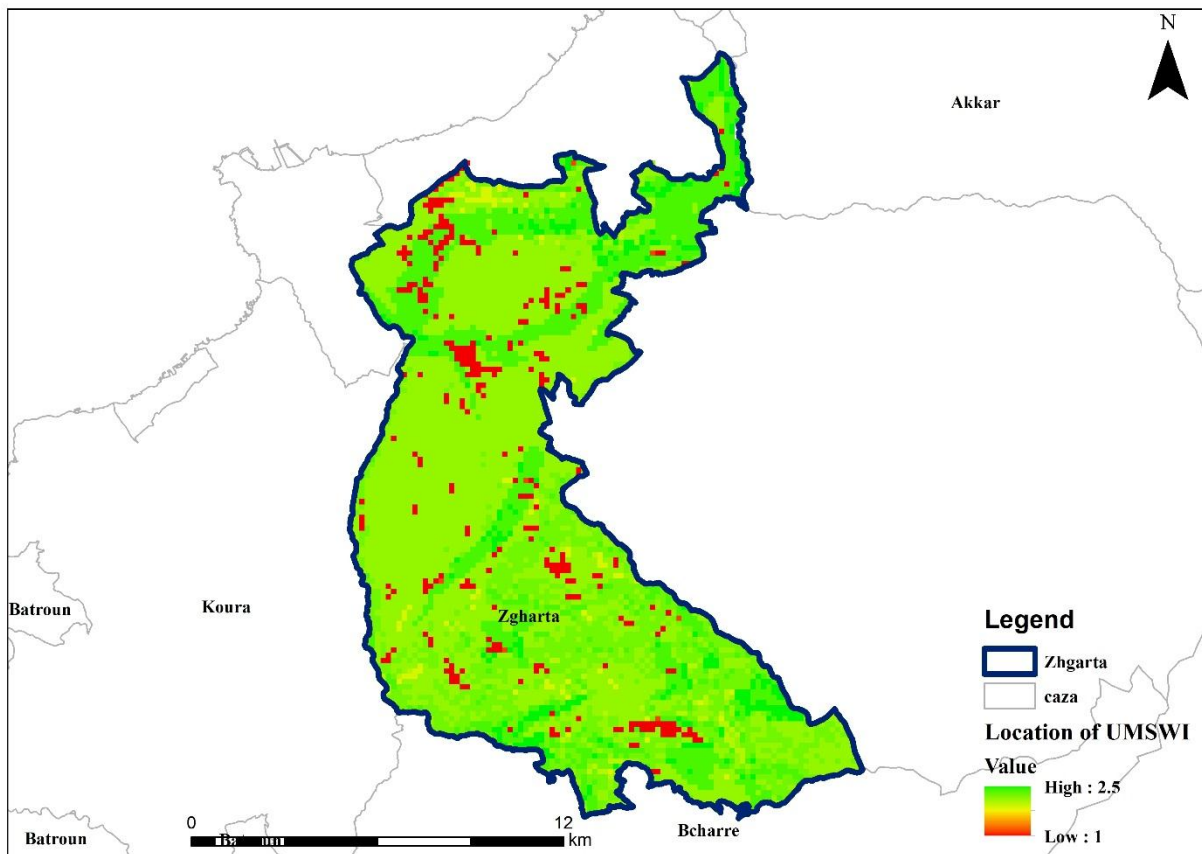 N
Akkar
Batroun
Koura
Zgharta
Legend
Zhgarta
caza
Location of UMSWI
Value
High : 2.5
Low : 1
0
12
km
Batroun
Batroun
Bcharre